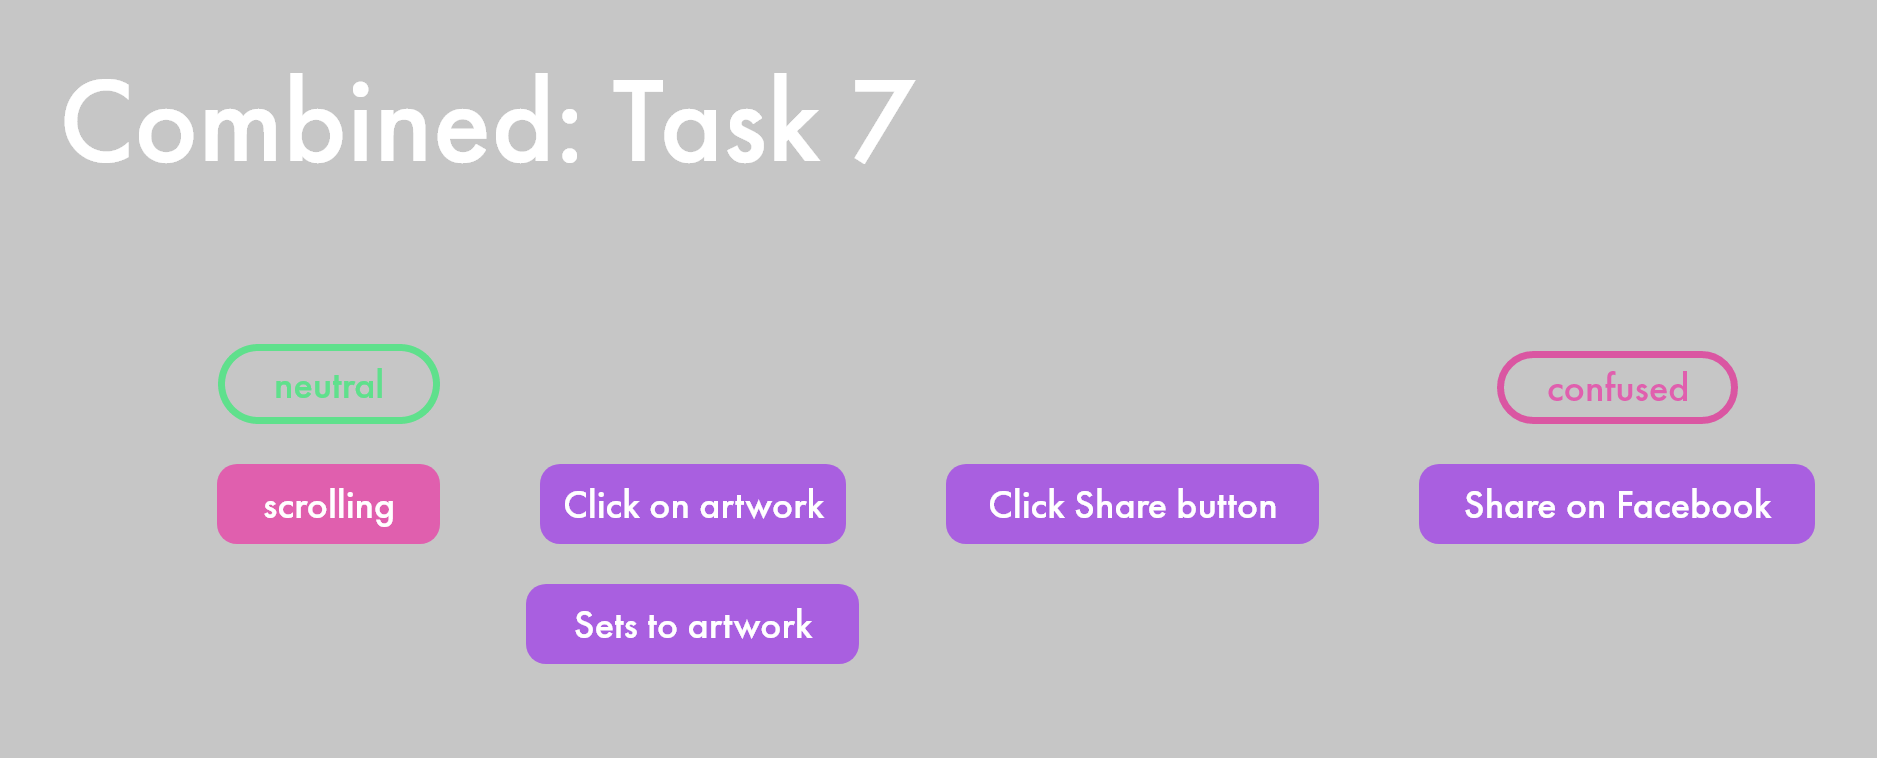 Combined: Task 7
neutral
confused
scrolling
Click on artwork
Click Share button
Share on Facebook
Sets to artwork